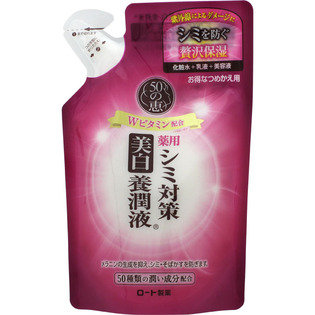 紫外線によるダメージに
シミを防ぐ
贅沢保湿
化粧水+乳液+美容液
お得なつめかえ用
50の恵
Wビタミン配合
薬用
シミ対策
美白
養潤液®
メラニンの生成を抑え、シミ・そばかすを防ぎます。
50種類の潤い成分配合
ロート製薬